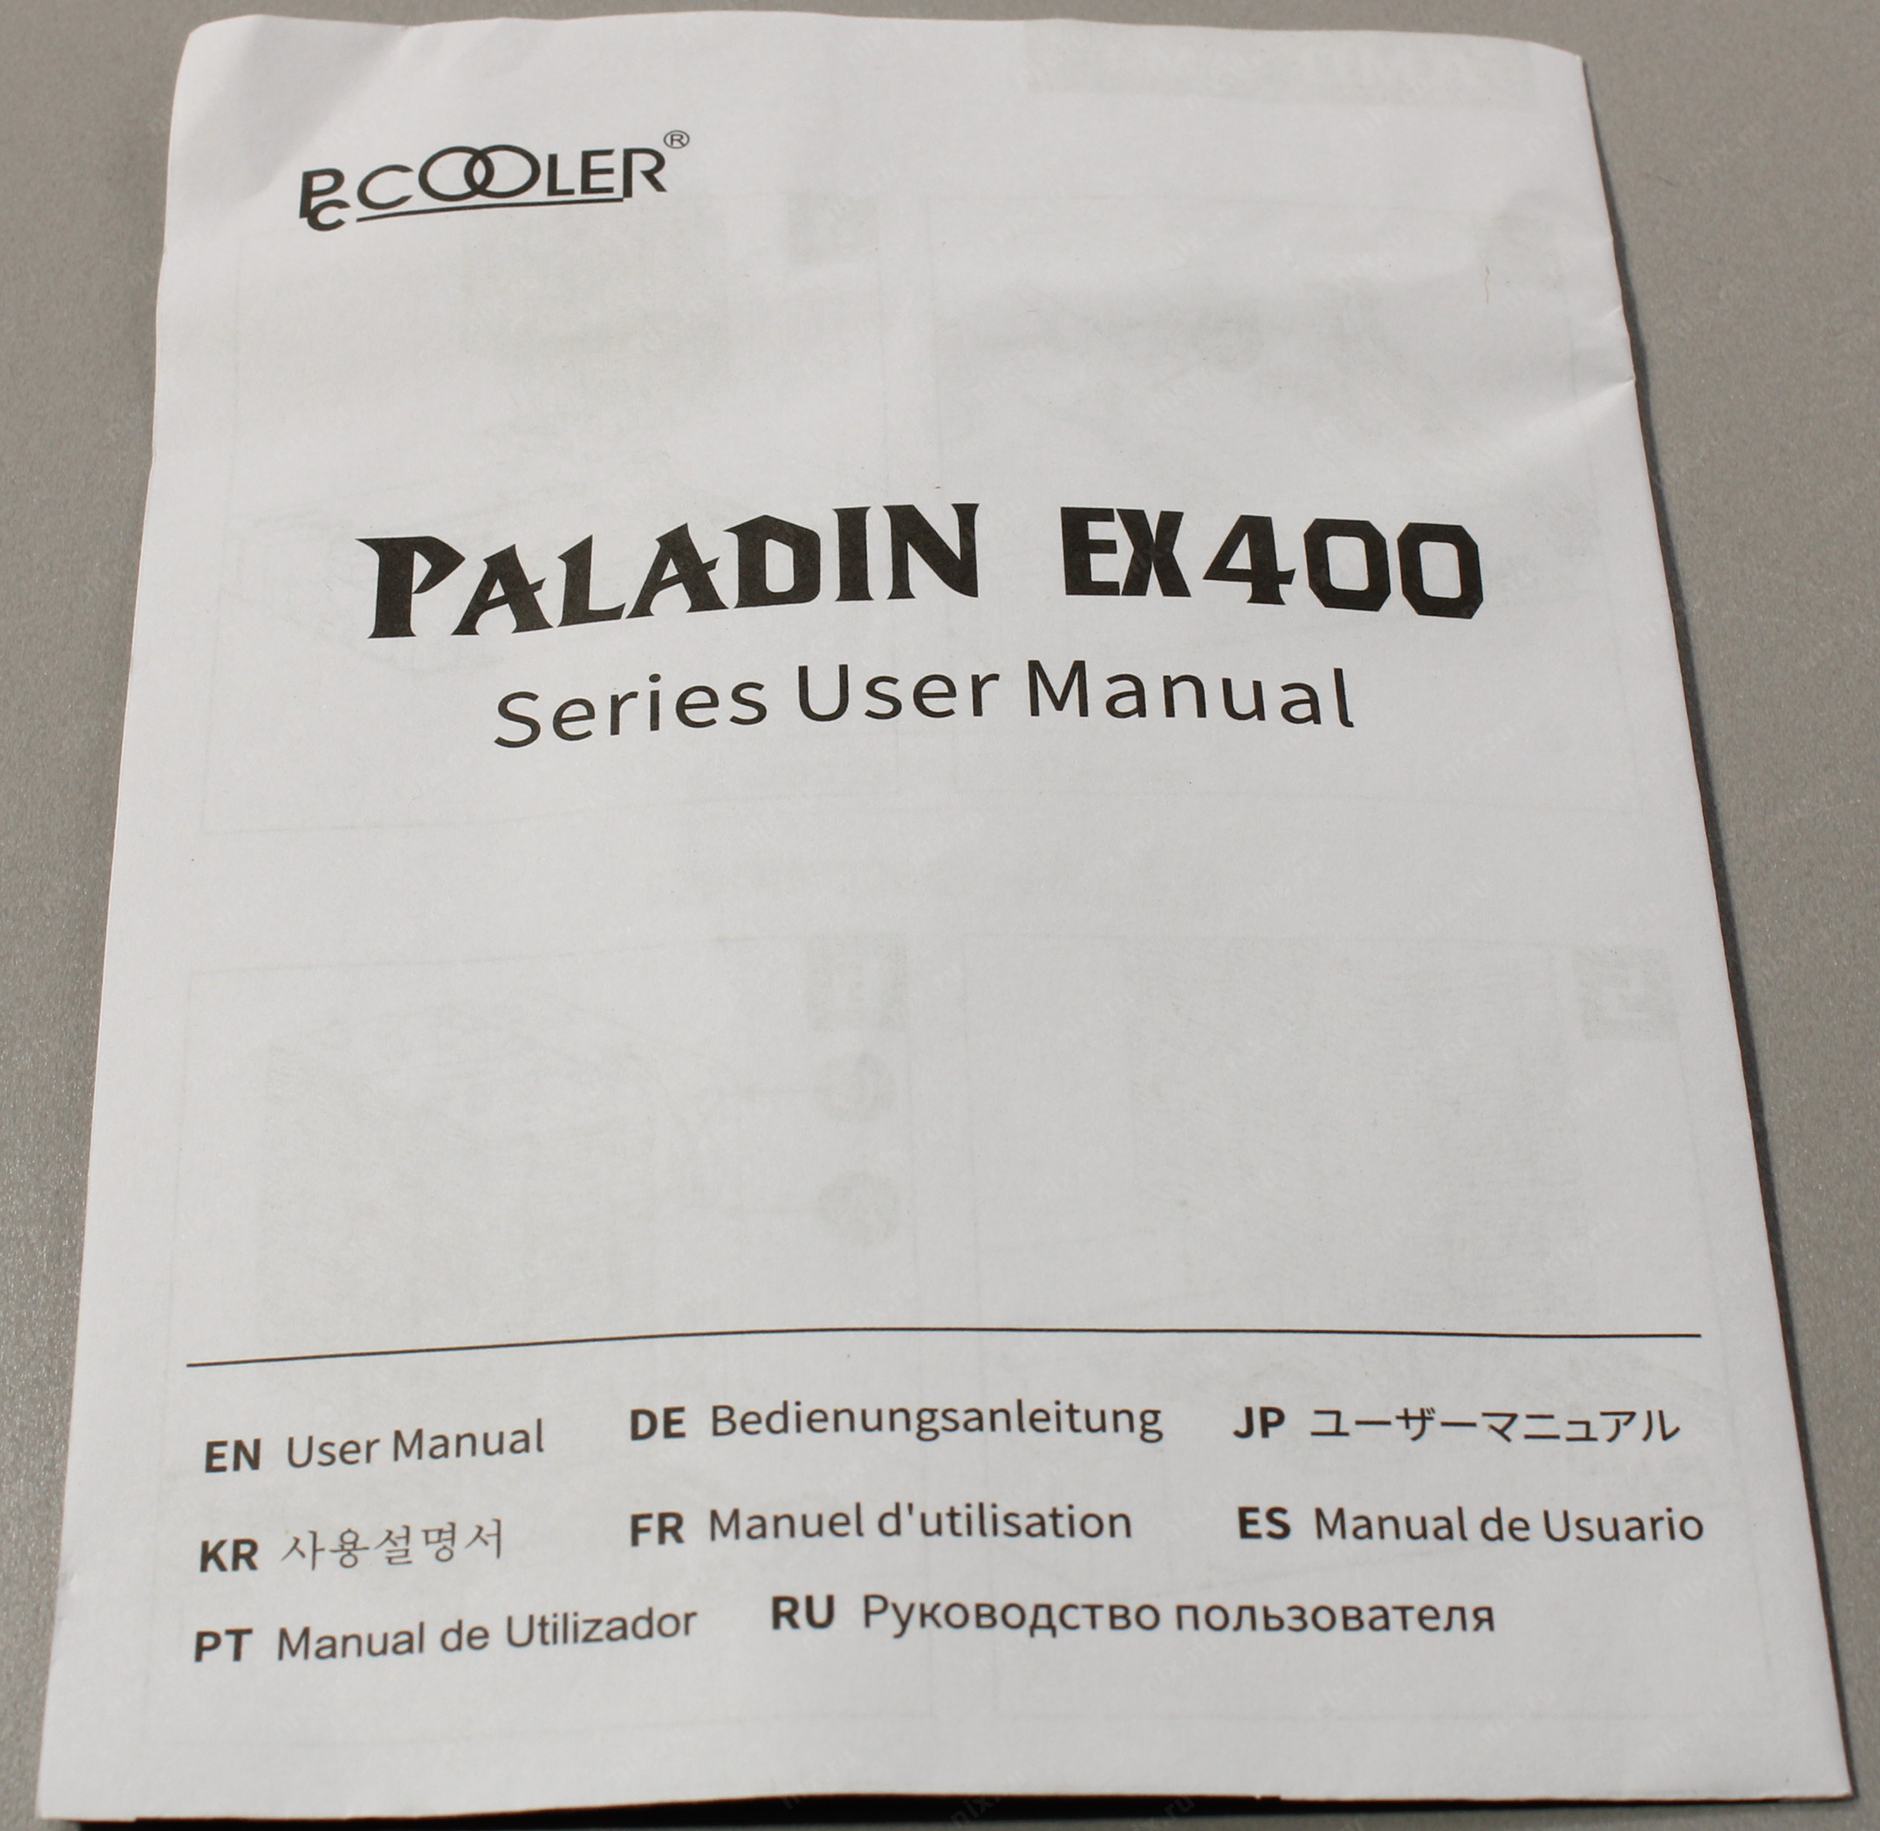 PCCOOLER®
PALADIN EX400
Series User Manual
EN User Manual DE Bedienungsanleitung JP ユーザーマニュアル
KR 사용설명서 FR Manuel d'utilisation ES Manual de Usuario
PT Manual de Utilizador RU Руководство пользователя